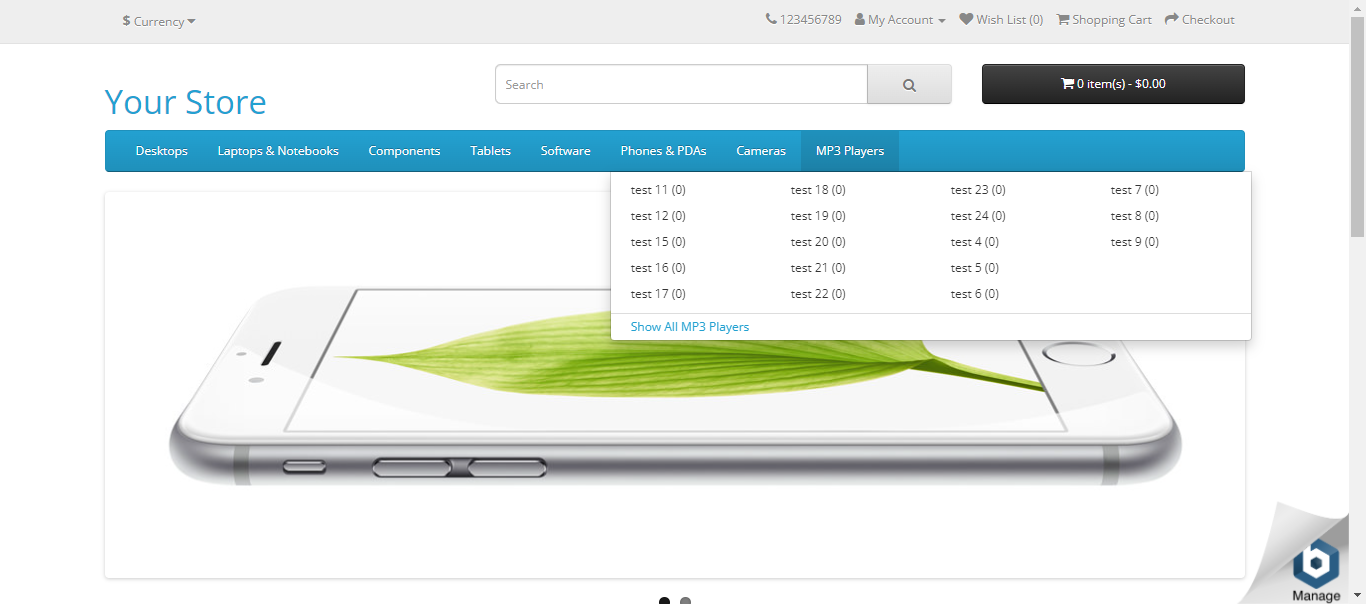 $ Currency
123456789 My Account Wish List (0) Shopping Cart Checkout
Your Store
Search
0 item(s) - $0.00
Desktops Laptops & Notebooks Components Tablets Software Phones & PDAs Cameras MP3 Players
test 11 (0) test 18 (0) test 23 (0) test 7 (0)
test 12 (0) test 19 (0) test 24 (0) test 8 (0)
test 15 (0) test 20 (0) test 4 (0) test 9 (0)
test 16 (0) test 21 (0) test 5 (0)
test 17 (0) test 22 (0) test 6 (0)
Show All MP3 Players
b
Manage